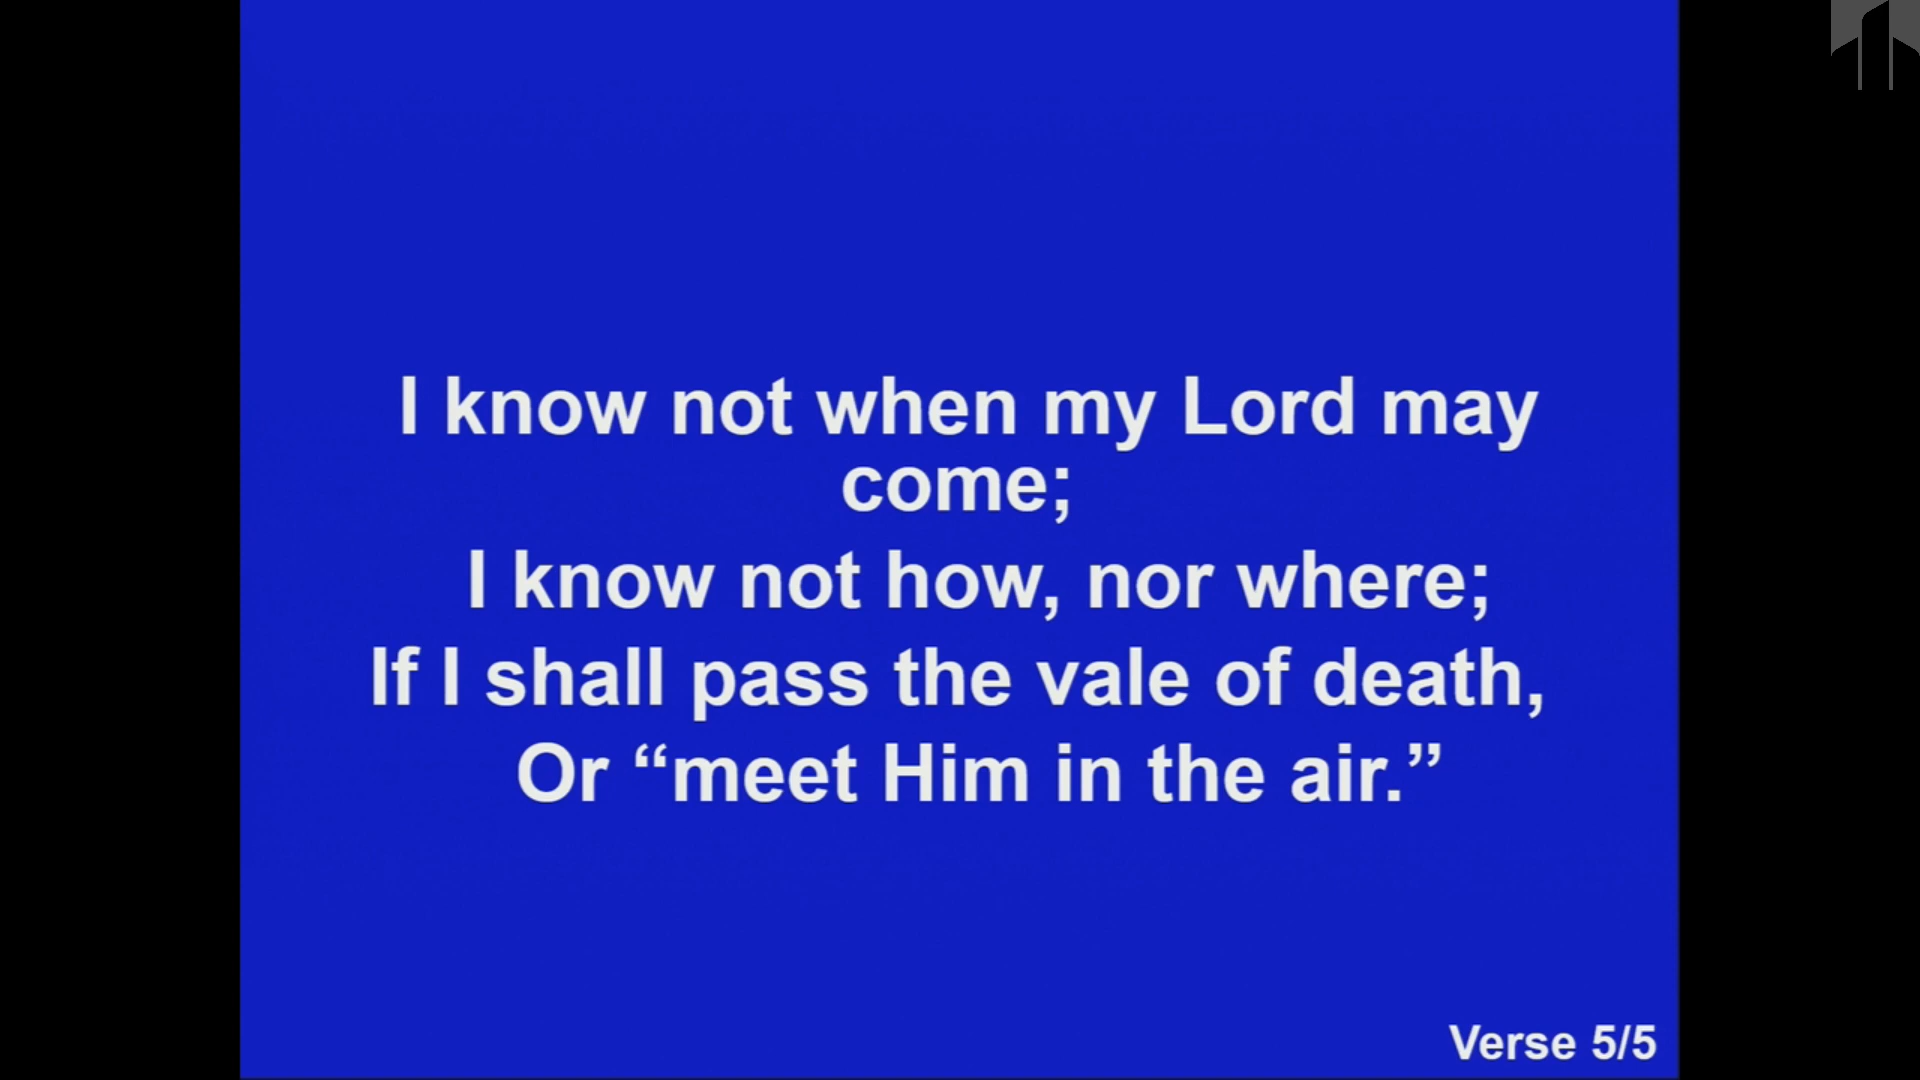 I know not when my Lord may
come;
I know not how, nor where;
If I shall pass the vale of death,
Or “meet Him in the air.”
Verse 5/5